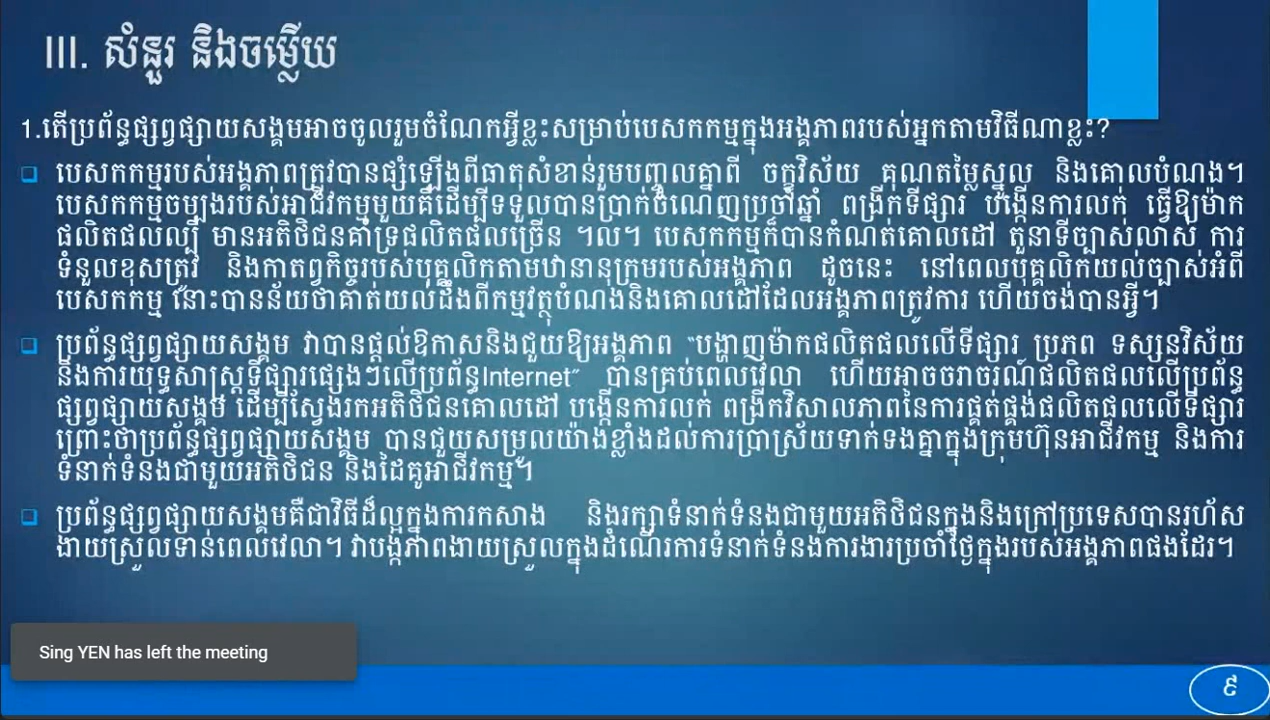 III. សំនួរ និងចម្លើយ
1.តើប្រព័ន្ធផ្សព្វផ្សាយសង្គមអាចចូលរួមចំណែកអ្វីខ្លះសម្រាប់បេសកកម្មក្នុងអង្គភាពរបស់អ្នកតាមវិធីណាខ្លះ?
បេសកកម្មរបស់អង្គភាពត្រូវបានផ្សំឡើងពីធាតុសំខាន់រួមបញ្ចូលគ្នាពី ចក្ខុវិស័យ គុណតម្លៃស្នូល និងគោលបំណង។
បេសកកម្មចម្បងរបស់អាជីវកម្មមួយគឺដើម្បីទទួលបានប្រាក់ចំណេញប្រចាំឆ្នាំ ពង្រីកទីផ្សារ បង្កើនការលក់ ធ្វើឱ្យម៉ាក
ផលិតផលល្បី មានអតិថិជនគាំទ្រផលិតផលច្រើន ។ល។ បេសកកម្មក៏បានកំណត់គោលដៅ តួនាទីច្បាស់លាស់ ការ
ទំនួលខុសត្រូវ និងកាតព្វកិច្ចរបស់បុគ្គលិកតាមឋានានុក្រមរបស់អង្គភាព ដូចនេះ នៅពេលបុគ្គលិកយល់ច្បាស់អំពី
បេសកកម្ម នោះបានន័យថាគាត់យល់ដឹងពីកម្មវត្ថុបំណងនិងគោលដៅដែលអង្គភាពត្រូវការ ហើយចង់បានអ្វី។
ប្រព័ន្ធផ្សព្វផ្សាយសង្គម វាបានផ្តល់ឱកាសនិងជួយឱ្យអង្គភាព “បង្ហាញម៉ាកផលិតផលលើទីផ្សារ ប្រភព ទស្សនវិស័យ
និងការយុទ្ធសាស្ត្រទីផ្សារផ្សេងៗលើប្រព័ន្ធInternet” បានគ្រប់ពេលវេលា ហើយអាចចរាចរណ៍ផលិតផលលើប្រព័ន្ធ
ផ្សព្វផ្សាយសង្គម ដើម្បីស្វែងរកអតិថិជនគោលដៅ បង្កើនការលក់ ពង្រីកវិសាលភាពនៃការផ្គត់ផ្គង់ផលិតផលលើទីផ្សារ
ព្រោះថាប្រព័ន្ធផ្សព្វផ្សាយសង្គម បានជួយសម្រួលយ៉ាងខ្លាំងដល់ការប្រាស្រ័យទាក់ទងគ្នាក្នុងក្រុមហ៊ុនអាជីវកម្ម និងការ
ទំនាក់ទំនងជាមួយអតិថិជន និងដៃគូអាជីវកម្ម។
ប្រព័ន្ធផ្សព្វផ្សាយសង្គមគឺជាវិធីដ៏ល្អក្នុងការកសាង និងរក្សាទំនាក់ទំនងជាមួយអតិថិជនក្នុងនិងក្រៅប្រទេសបានរហ័ស
ងាយស្រួលទាន់ពេលវេលា។ វាបង្កភាពងាយស្រួលក្នុងដំណើរការទំនាក់ទំនងការងារប្រចាំថ្ងៃក្នុងរបស់អង្គភាពផងដែរ។
Sing YEN has left the meeting
៩